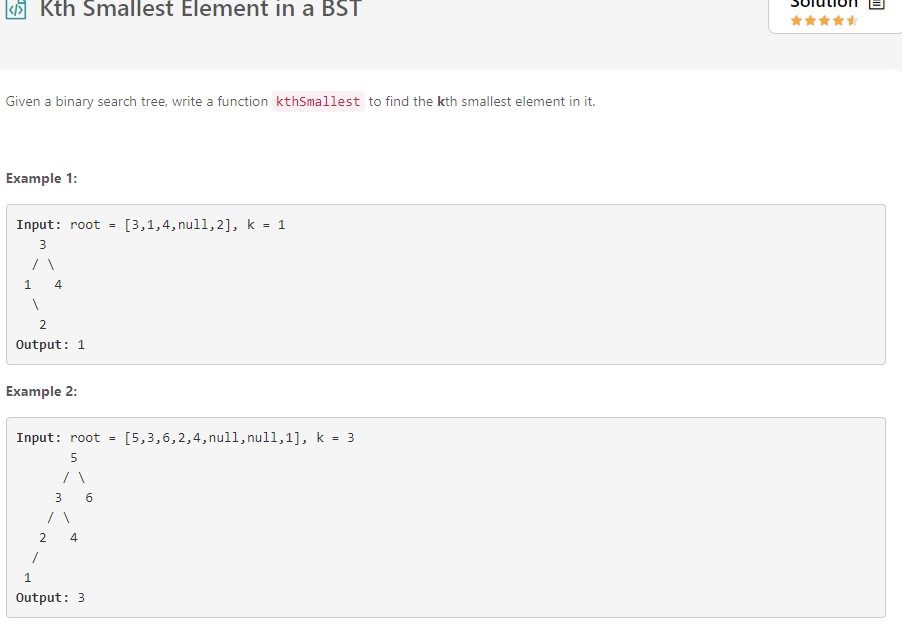 Kth Smallest Element in a BST
Solution
Given a binary search tree, write a function kthSmallest to find the kth smallest element in it.
Example 1:
Input: root = [3,1,4,null,2], k = 1
   3
  / \
 1   4
  \
   2
Output: 1
Example 2:
Input: root = [5,3,6,2,4,null,null,1], k = 3
       5
      / \
     3   6
    / \
   2   4
  /
 1
Output: 3